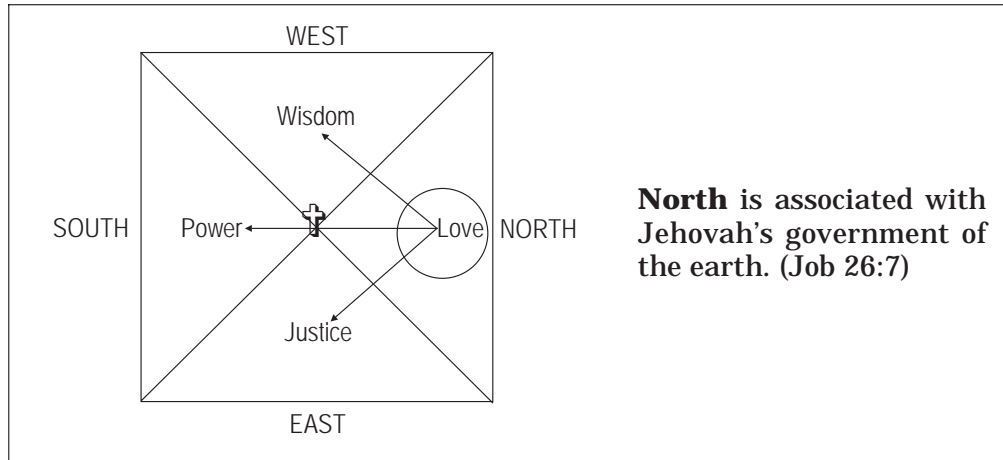 WEST
Wisdom
SOUTH
Power
Love
NORTH
Justice
EAST
North is associated with
Jehovah's government of
the earth. (Job 26:7)